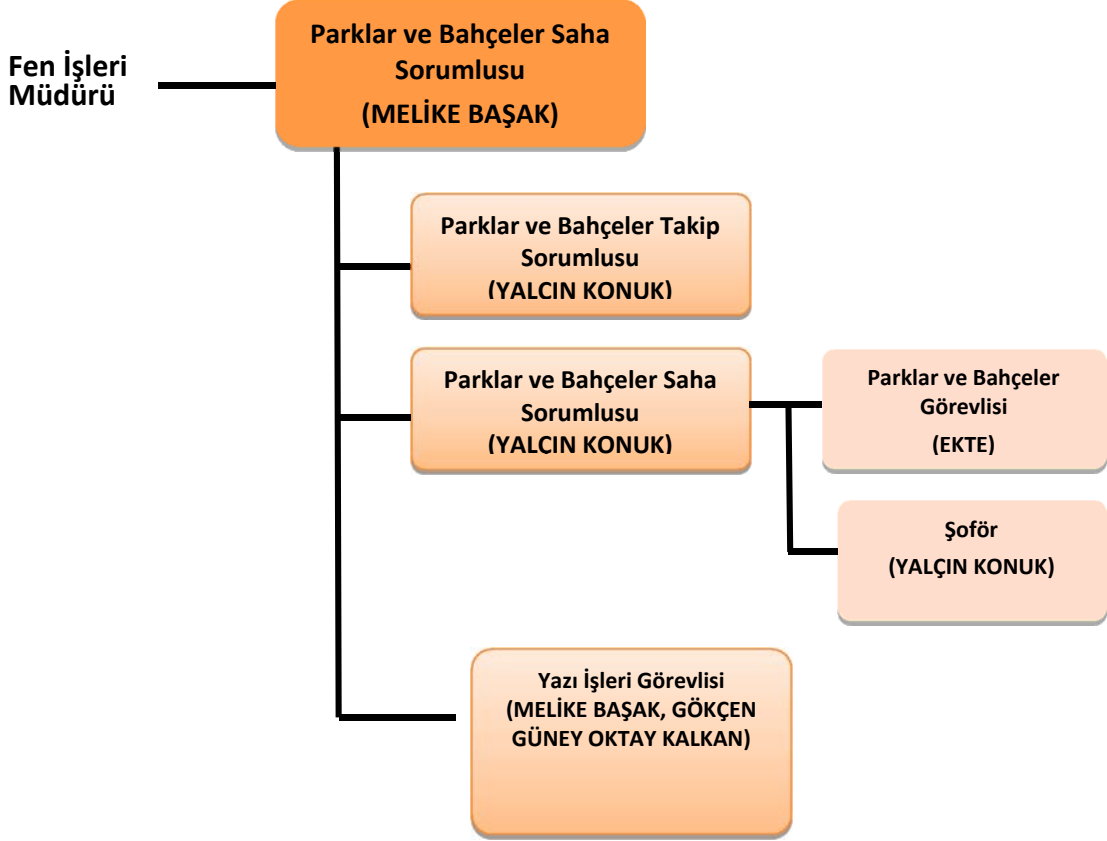 Fen İşleri
Müdürü
Parklar ve Bahçeler Saha
Sorumlusu
(MELİKE BAŞAK)
Parklar ve Bahçeler Takip
Sorumlusu
(YALCIN KONUK)
Parklar ve Bahçeler Saha
Sorumlusu
(YALCIN KONUK)
Parklar ve Bahçeler
Görevlisi
(EKTE)
Şoför
(YALÇIN KONUK)
Yazı İşleri Görevlisi
(MELİKE BAŞAK, GÖKÇEN
GÜNEY OKTAY KALKAN)